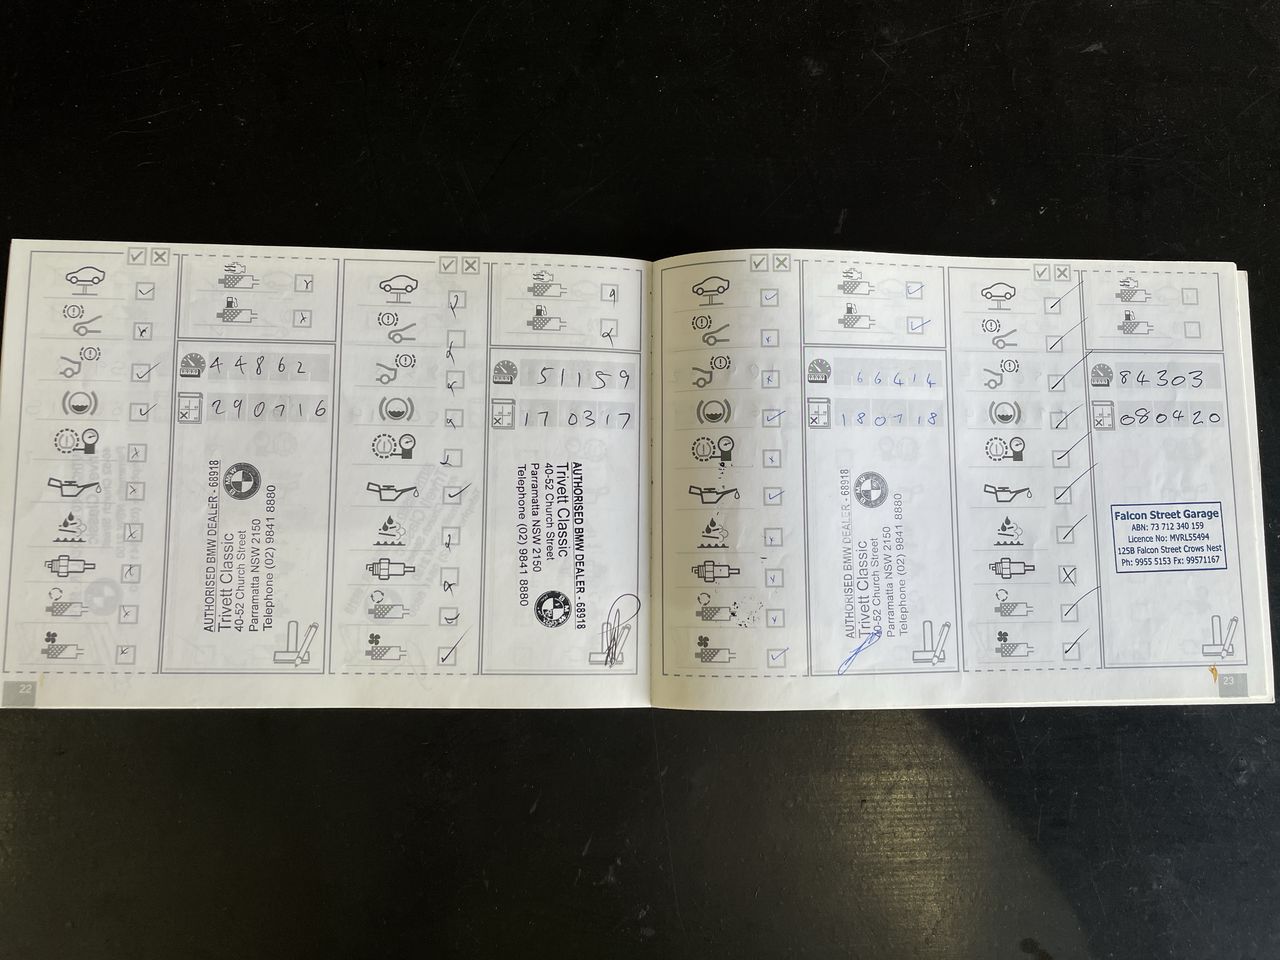 44862
290716
AUTHORISED BMW DEALER - 68918
Trivett Classic
40-52 Church Street
Parramatta NSW 2150
Telephone (02) 9841 8880
51159
170317
AUTHORISED BMW DEALER - 68918
Trivett Classic
40-52 Church Street
Parramatta NSW 2150
Telephone (02) 9841 8880
22
66414
180718
AUTHORISED BMW DEALER - 68918
Trivett Classic
40-52 Church Street
Parramatta NSW 2150
Telephone (02) 9841 8880
84303
080420
Falcon Street Garage
ABN: 73 712 340 159
Licence No: MVRL55494
125B Falcon Street Crows Nest
Ph: 9955 5153 Fx: 99571167
23